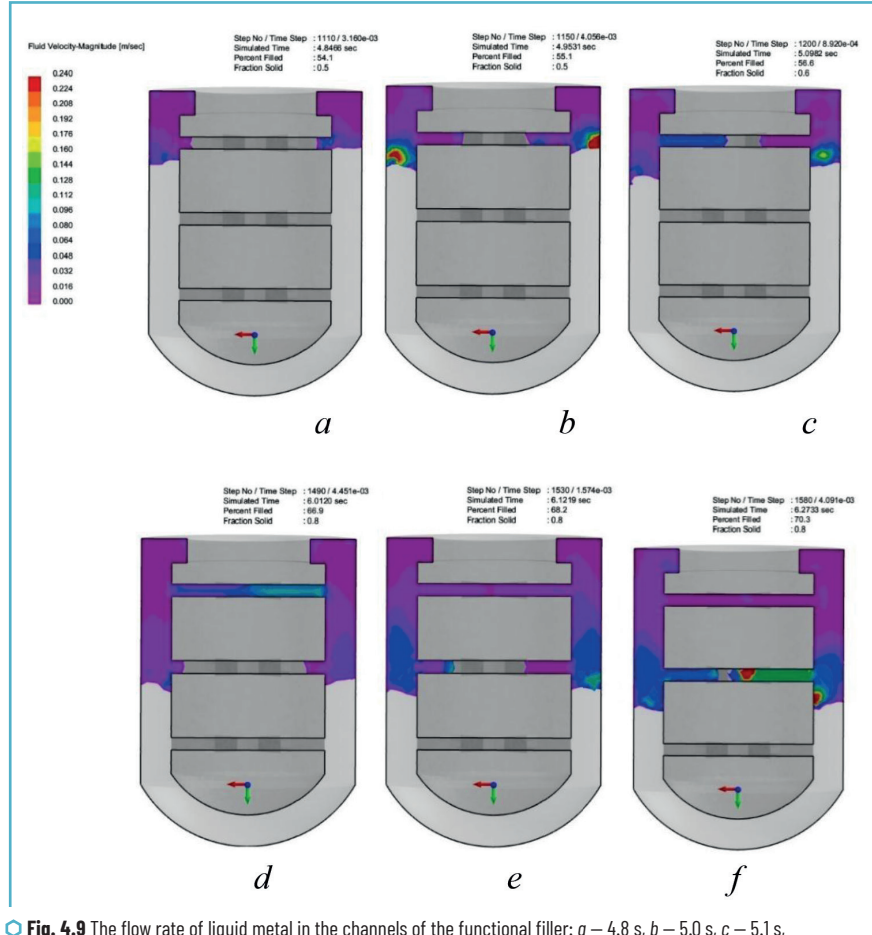 Fluid Velocity-Magnitude [m/sec]
0.240
0.224
0.208
0.192
0.176
0.160
0.144
0.128
0.112
0.096
0.080
0.064
0.048
0.032
0.016
0.000
Step No / Time Step : 1110 / 3.160e-03
Simulated Time : 4.8466 sec
Percent Filled : 54.1
Fraction Solid : 0.5
Step No / Time Step : 1150 / 4.056e-03
Simulated Time : 4.9531 sec
Percent Filled : 55.1
Fraction Solid : 0.5
Step No / Time Step : 1200 / 8.920e-04
Simulated Time : 5.0982 sec
Percent Filled : 56.6
Fraction Solid : 0.6
a
b
c
Step No / Time Step : 1490 / 4.451e-03
Simulated Time : 6.0120 sec
Percent Filled : 66.9
Fraction Solid : 0.8
Step No / Time Step : 1530 / 1.574e-03
Simulated Time : 6.1219 sec
Percent Filled : 68.2
Fraction Solid : 0.8
Step No / Time Step : 1580 / 4.091e-03
Simulated Time : 6.2733 sec
Percent Filled : 70.3
Fraction Solid : 0.8
d
e
f
Fig. 4.9 The flow rate of liquid metal in the channels of the functional filler: a – 4.8 s, b – 5.0 s, c – 5.1 s,